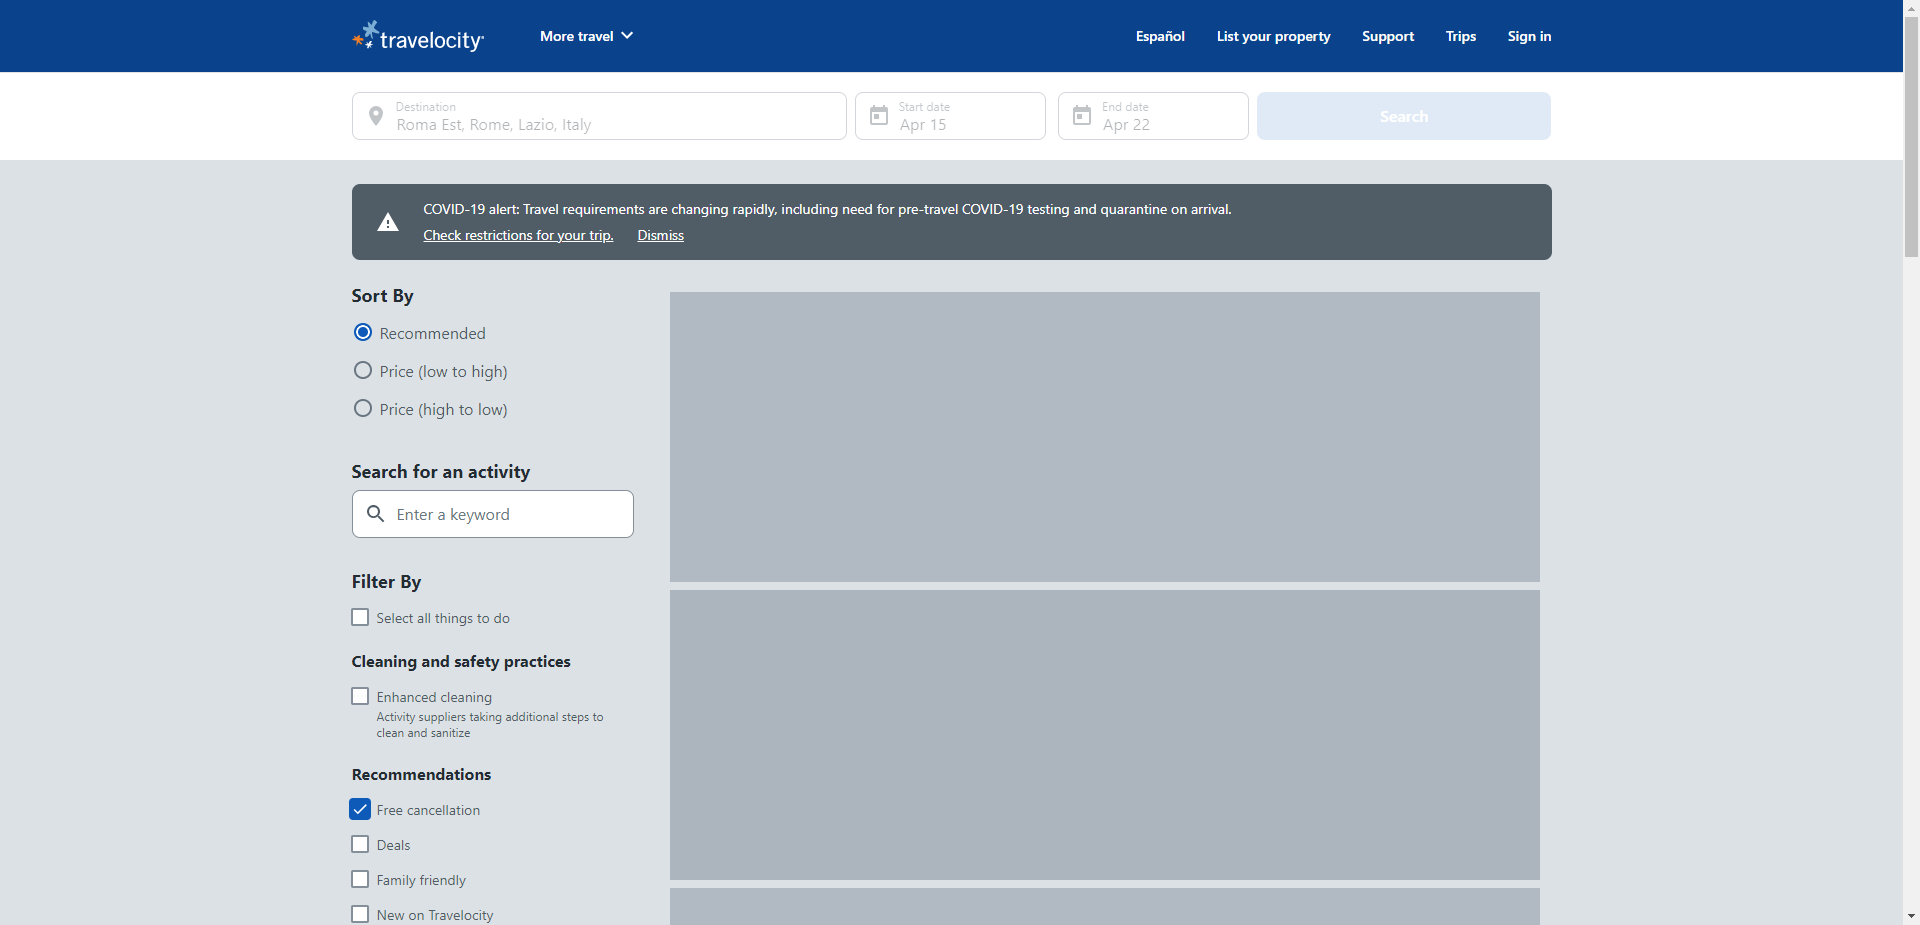 travelocity
More travel
Español
List your property
Support
Trips
Sign in
Destination
Roma Est, Rome, Lazio, Italy
Start date
Apr 15
End date
Apr 22
Search
COVID-19 alert: Travel requirements are changing rapidly, including need for pre-travel COVID-19 testing and quarantine on arrival.
Check restrictions for your trip.
Dismiss
Sort By
Recommended
Price (low to high)
Price (high to low)
Search for an activity
Enter a keyword
Filter By
Select all things to do
Cleaning and safety practices
Enhanced cleaning
Activity suppliers taking additional steps to
clean and sanitize
Recommendations
Free cancellation
Deals
Family friendly
New on Travelocity